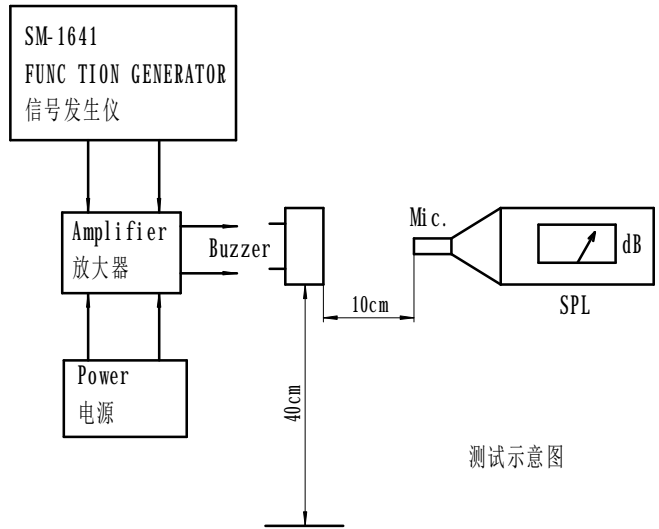 SM-1641
FUNC TION GENERATOR
信号发生仪
Amplifier
放大器
Buzzer
Mic.
dB
SPL
10cm
Power
电源
40cm
测试示意图